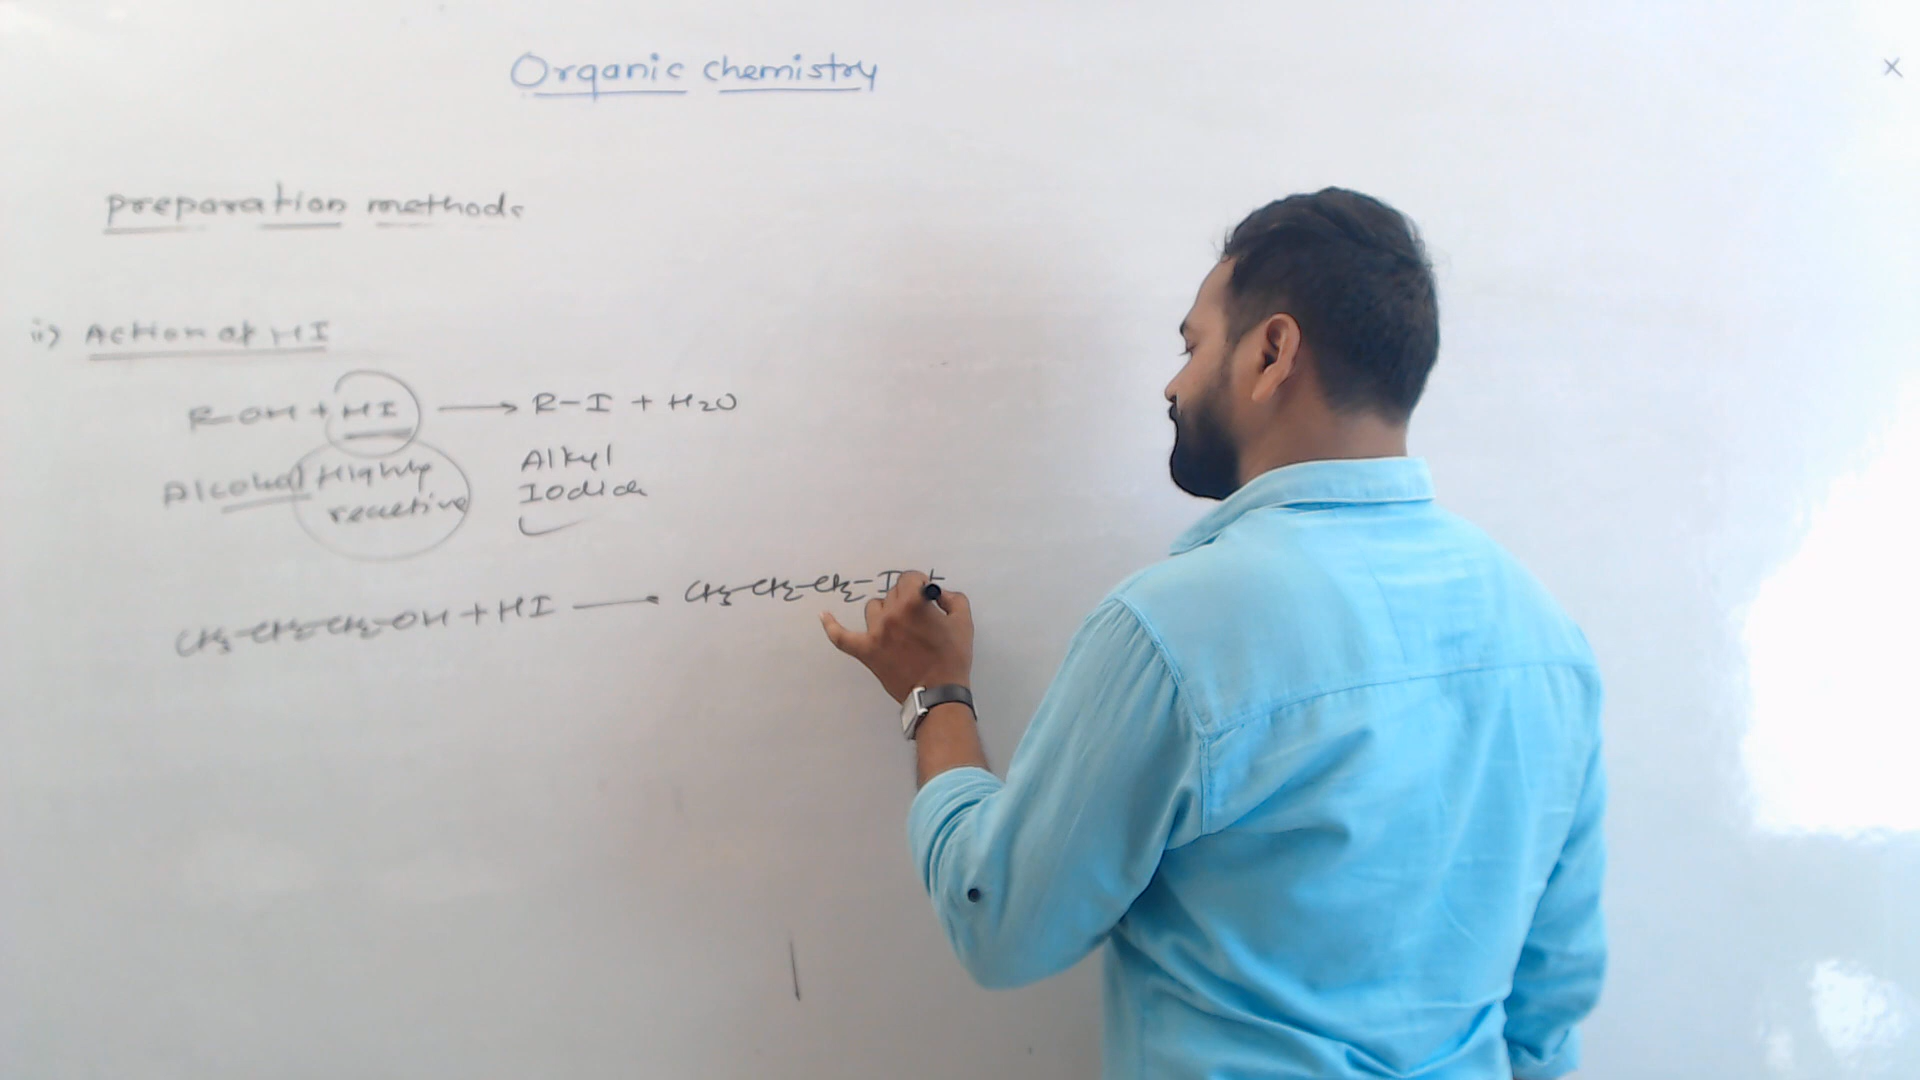 Organic chemistry
×
preparation methods
ii) Action of HI
R-OH + HI ⟶ R-I + H₂O
Alcohol Highly reactive
Alkyl Iodide
CH₃-CH₂-CH₂-OH + HI ⟶ CH₃-CH₂-CH₂-I +